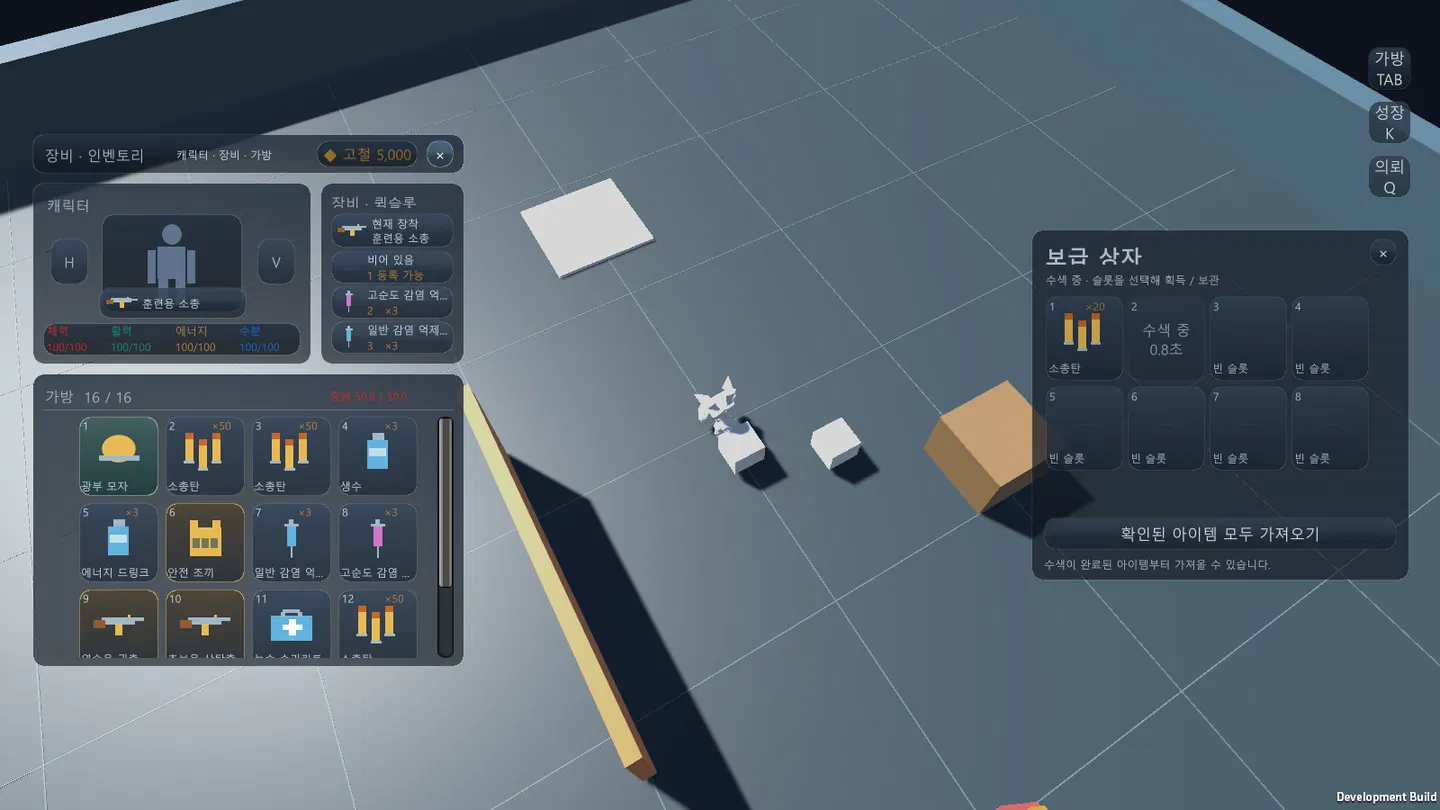 가방
TAB
성장
K
의뢰
Q
장비 · 인벤토리
캐릭터 · 장비 · 가방
고철 5,000
×
캐릭터
H
V
훈련용 소총
체력
활력
에너지
수분
100/100
100/100
100/100
100/100
장비 · 퀵슬루
현재 장착
훈련용 소총
비어 있음
1 등록 가능
고순도 감염 억...
2 ×3
일반 감염 억제...
3 ×3
가방 16 / 16
중량 50.8 / 50.0
1
광부 모자
2 ×50
소총탄
3 ×50
소총탄
4 ×3
생수
5 ×3
에너지 드링크
6
안전 조끼
7 ×3
일반 감염 억...
8 ×3
고순도 감염 ...
9
10
11
12 ×50
소총탄
보급 상자
×
수색 중 · 슬롯을 선택해 획득 / 보관
1 ×20
소총탄
2
수색 중
0.8초
3
빈 슬롯
4
빈 슬롯
5
빈 슬롯
6
빈 슬롯
7
빈 슬롯
8
빈 슬롯
확인된 아이템 모두 가져오기
수색이 완료된 아이템부터 가져올 수 있습니다.
Development Build